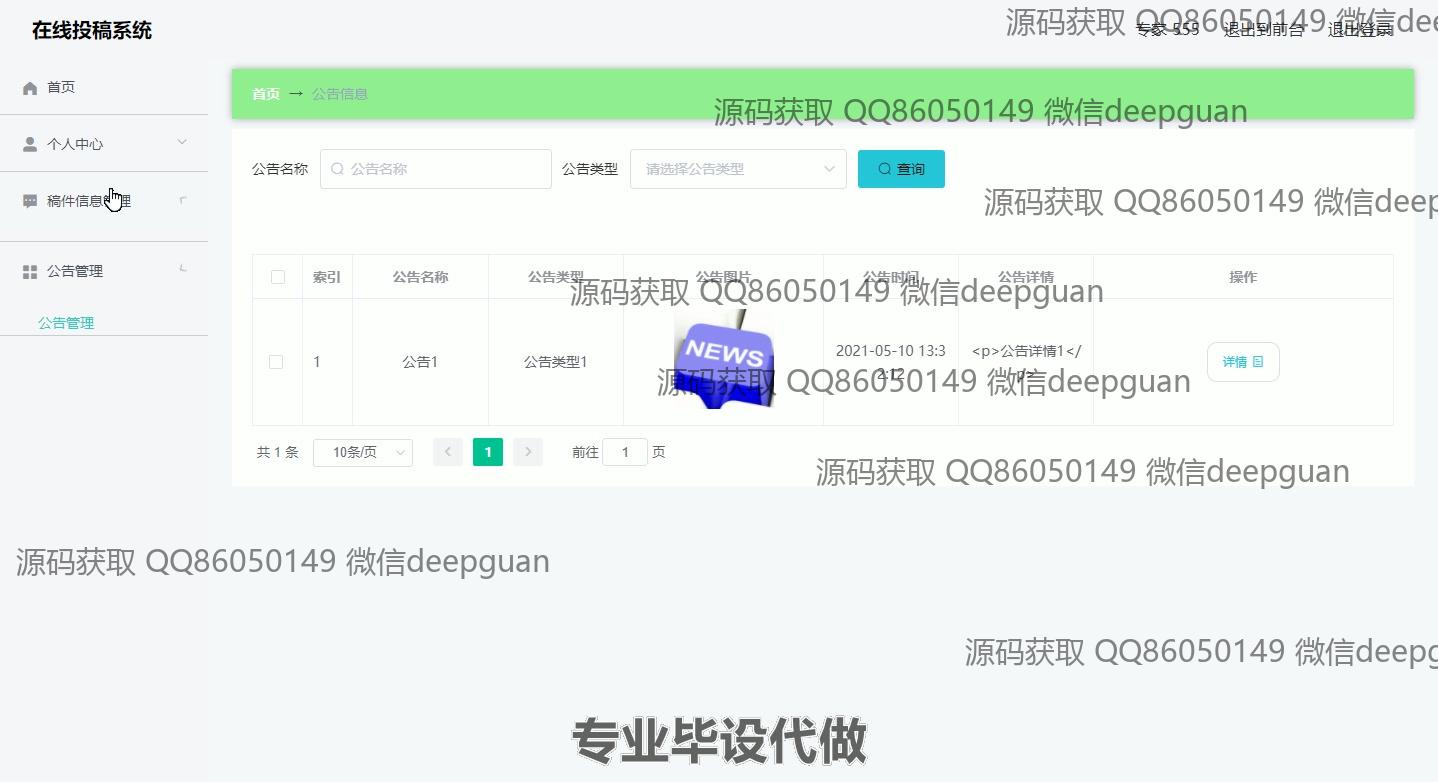 在线投稿系统
源码获取 QQ86050149 微信dee
专家 555 退出到前台 退出登录
首页
首页 → 公告信息
源码获取 QQ86050149 微信deepguan
个人中心
公告名称 公告名称 公告类型 请选择公告类型 查询
稿件信息管理
源码获取 QQ86050149 微信deep
公告管理
索引 公告名称 公告类型 公告图片 公告时间 公告详情 操作
源码获取 QQ86050149 微信deepguan
公告管理
1 公告1 公告类型1 NEWS 2021-05-10 13:3 <p>公告详情1</ 详情
2:12 p>
源码获取 QQ86050149 微信deepguan
共 1 条 10条/页 1 前往 1 页
源码获取 QQ86050149 微信deepguan
源码获取 QQ86050149 微信deepguan
源码获取 QQ86050149 微信deepg
专业毕设代做